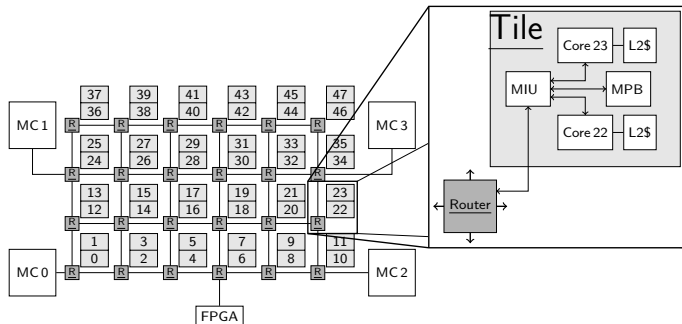 Tile
Core 23 L2$
MIU MPB
Core 22 L2$
Router
37 39 41 43 45 47
36 38 40 42 44 46
MC 1 R R R R R R MC 3
25 27 29 31 33 35
24 26 28 30 32 34
R R R R R R
13 15 17 19 21 23
12 14 16 18 20 22
R R R R R R
1 3 5 7 9 11
0 2 4 6 8 10
MC 0 R R R R R R MC 2
FPGA